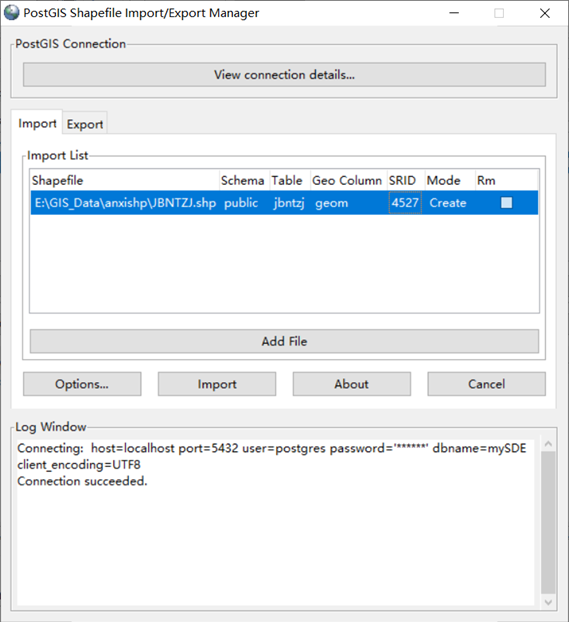 PostGIS Shapefile Import/Export Manager
PostGIS Connection
View connection details...
Import Export
Import List
Shapefile Schema Table Geo Column SRID Mode Rm
E:\GIS_Data\anxishp\JBNTZJ.shp public jbntzj geom 4527 Create
Add File
Options... Import About Cancel
Log Window
Connecting: host=localhost port=5432 user=postgres password='******' dbname=mySDE
client_encoding=UTF8
Connection succeeded.